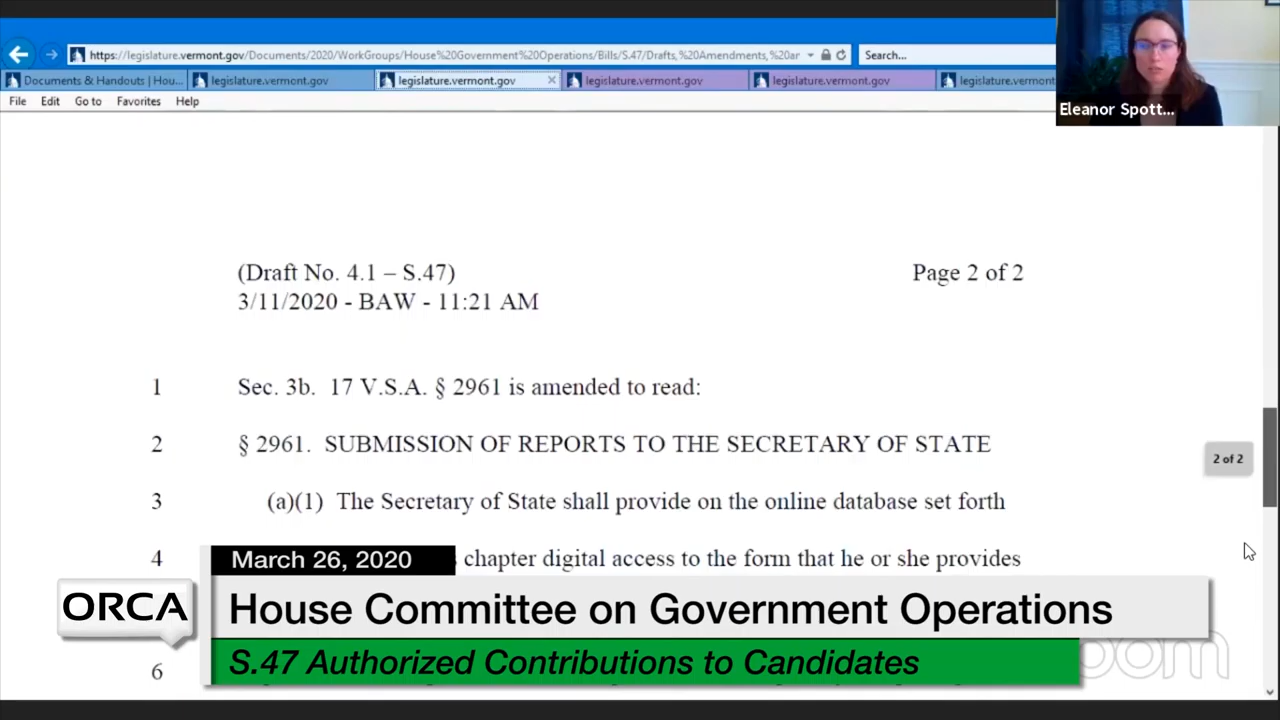 https://legislature.vermont.gov/Documents/2020/WorkGroups/House%20Government%20Operations/Bills/S.47/Drafts,%20Amendments,%20ar
Search...
Documents & Handouts | Hou...
legislature.vermont.gov
legislature.vermont.gov
legislature.vermont.gov
legislature.vermont.gov
legislature.vermont.gov
File Edit Go to Favorites Help
Eleanor Spott...
(Draft No. 4.1 – S.47) Page 2 of 2
3/11/2020 - BAW - 11:21 AM
1 Sec. 3b. 17 V.S.A. § 2961 is amended to read:
2 § 2961. SUBMISSION OF REPORTS TO THE SECRETARY OF STATE
2 of 2
3 (a)(1) The Secretary of State shall provide on the online database set forth
4 chapter digital access to the form that he or she provides
March 26, 2020
ORCA
House Committee on Government Operations
S.47 Authorized Contributions to Candidates
6